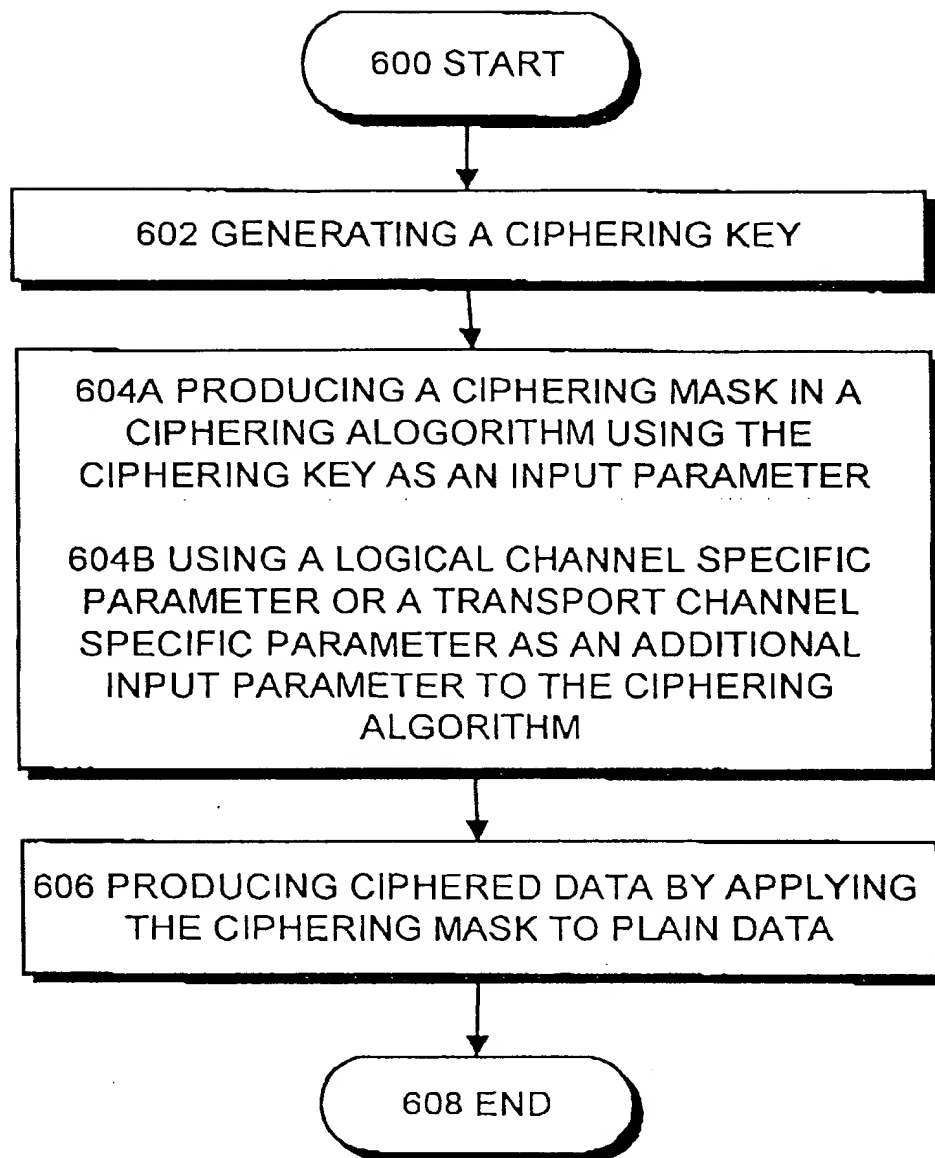 600 START
602 GENERATING A CIPHERING KEY
604A PRODUCING A CIPHERING MASK IN A
CIPHERING ALOGORITHM USING THE
CIPHERING KEY AS AN INPUT PARAMETER
604B USING A LOGICAL CHANNEL SPECIFIC
PARAMETER OR A TRANSPORT CHANNEL
SPECIFIC PARAMETER AS AN ADDITIONAL
INPUT PARAMETER TO THE CIPHERING
ALGORITHM
606 PRODUCING CIPHERED DATA BY APPLYING
THE CIPHERING MASK TO PLAIN DATA
608 END